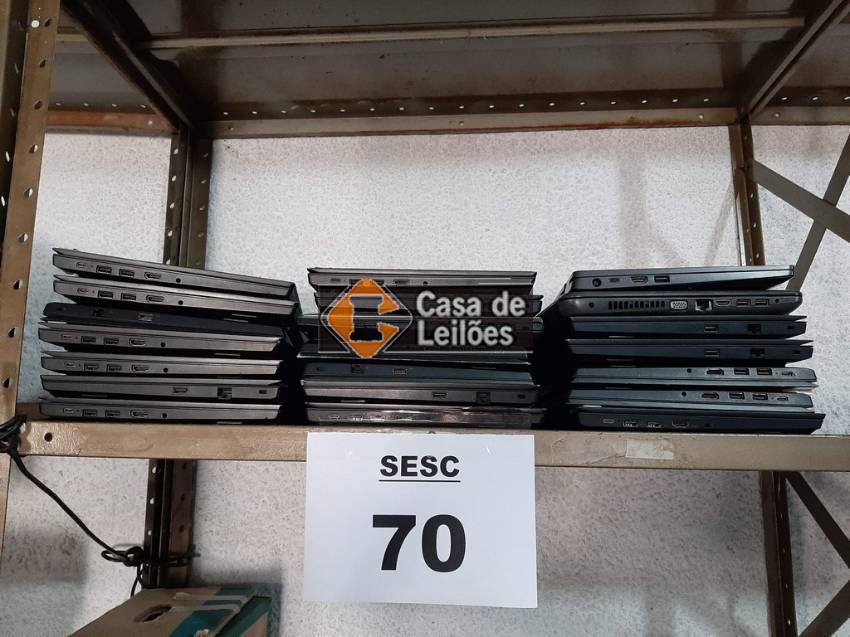 Casa de
Leilões
SESC
70